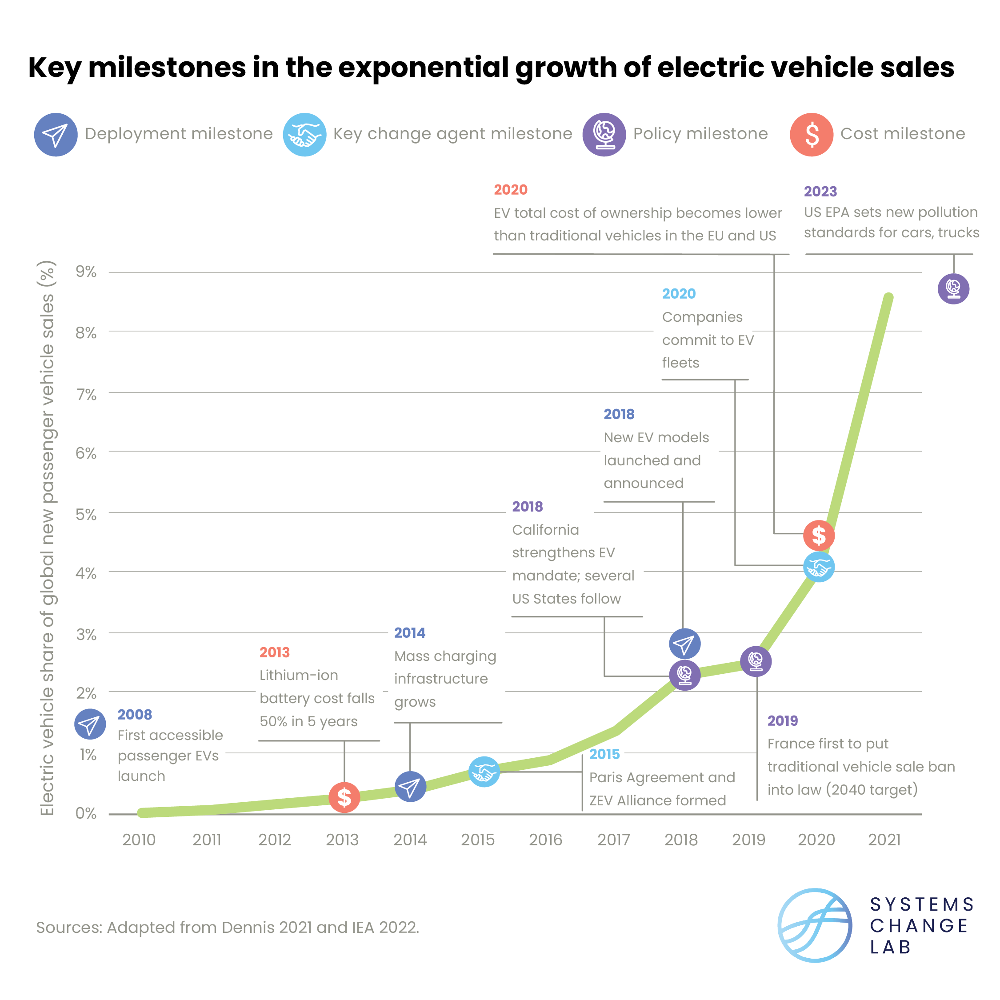 Key milestones in the exponential growth of electric vehicle sales
Deployment milestone
Key change agent milestone
Policy milestone
Cost milestone
2020
EV total cost of ownership becomes lower
than traditional vehicles in the EU and US
2023
US EPA sets new pollution
standards for cars, trucks
Electric vehicle share of global new passenger vehicle sales (%)
9%
8%
7%
6%
5%
4%
3%
2%
1%
0%
2020
Companies
commit to EV
fleets
2018
New EV models
launched and
announced
2018
California
strengthens EV
mandate; several
US States follow
2014
Mass charging
infrastructure
grows
2013
Lithium-ion
battery cost falls
50% in 5 years
2008
First accessible
passenger EVs
launch
2015
Paris Agreement and
ZEV Alliance formed
2019
France first to put
traditional vehicle sale ban
into law (2040 target)
$
$
$
2010 2011 2012 2013 2014 2015 2016 2017 2018 2019 2020 2021
Sources: Adapted from Dennis 2021 and IEA 2022.
SYSTEMS
CHANGE
LAB